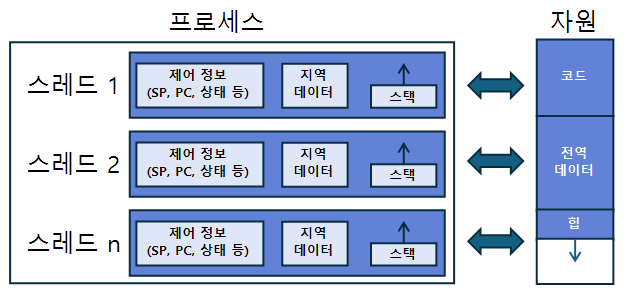 프로세스
자원
스레드 1
제어 정보
(SP, PC, 상태 등)
지역
데이터
스택
스레드 2
제어 정보
(SP, PC, 상태 등)
지역
데이터
스택
스레드 n
제어 정보
(SP, PC, 상태 등)
지역
데이터
스택
코드
전역
데이터
힙